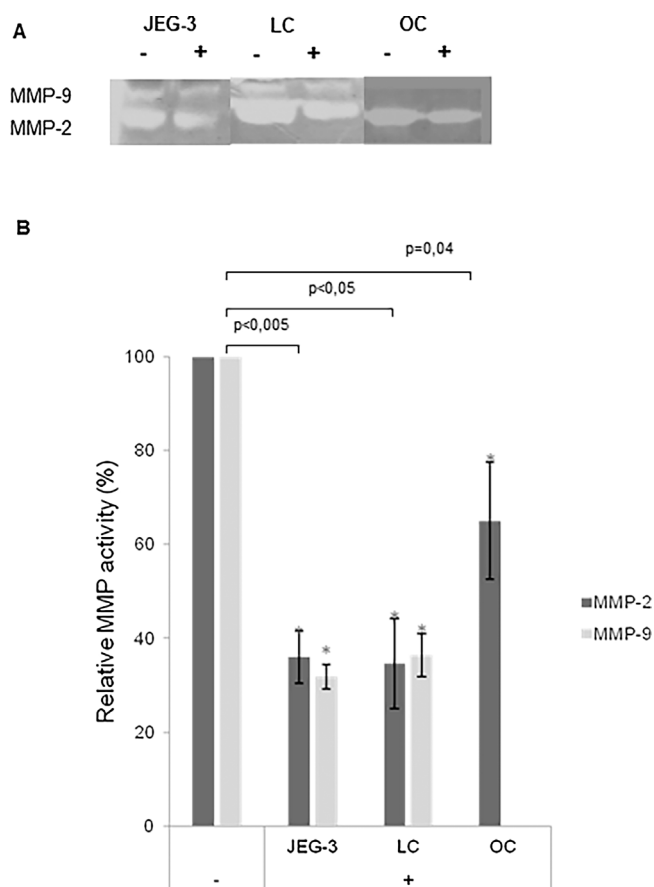 A
JEG-3 LC OC
- + - + - +
MMP-9
MMP-2
B
p=0,04
p<0,05
p<0,005
Relative MMP activity (%)
100
80
60
40
20
0
* * * * *
MMP-2
MMP-9
JEG-3 LC OC
- +